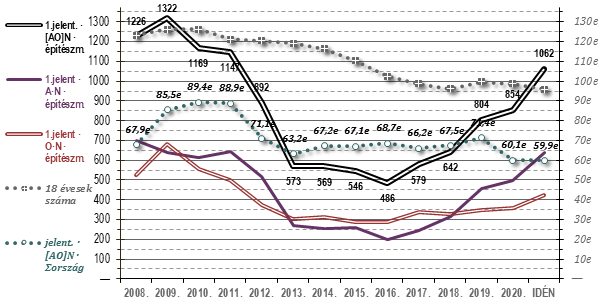 1.jelent. ·
[AO]N ·
építészm.
1.jelent ·
A·N ·
építészm.
1.jelent ·
O·N ·
építészm.
18 évesek
száma
jelent. ·
[AO]N ·
Σország
1300
1200
1100
1000
900
800
700
600
500
400
300
200
100
1226
1322
1169
1147
892
573
569
546
486
579
642
804
854
1062
67,9e
85,5e
89,4e
88,9e
71,1e
63,2e
67,2e
67,1e
68,7e
66,2e
67,5e
60,1e
59,9e
130e
120e
110e
100e
90e
80e
70e
60e
50e
40e
30e
20e
10e
2008. 2009. 2010. 2011. 2012. 2013. 2014. 2015. 2016. 2017. 2018. 2019. 2020. IDÉN